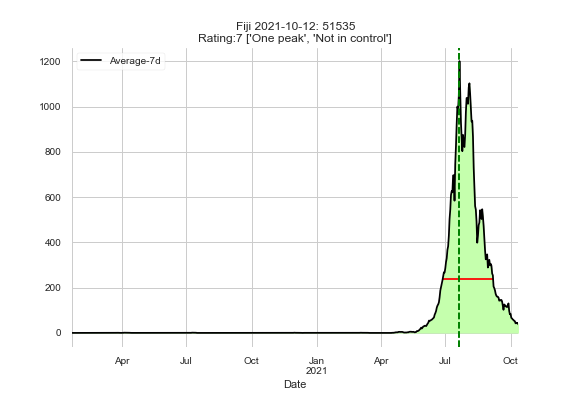 Fiji 2021-10-12: 51535
Rating:7 ['One peak', 'Not in control']
Average-7d
1200
1000
800
600
400
200
0
Apr Jul Oct Jan Apr Jul Oct
2021
Date